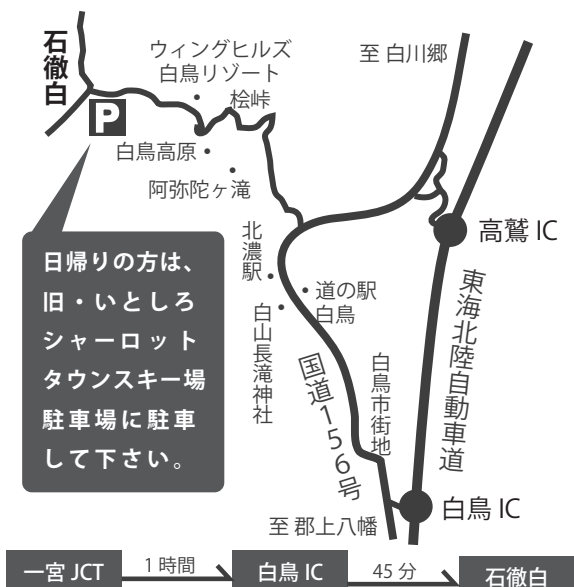 石徹白
ウィングヒルズ
白鳥リゾート
桧峠
至 白川郷
P
白鳥高原
阿弥陀ヶ滝
高鷲 IC
日帰りの方は、
旧・いとしろ
シャーロット
タウンスキー場
駐車場に駐車
して下さい。
北濃駅
道の駅
白鳥
白山長滝神社
国道156号
白鳥市街地
東海北陸自動車道
白鳥 IC
至 郡上八幡
一宮 JCT
1 時間
白鳥 IC
45 分
石徹白